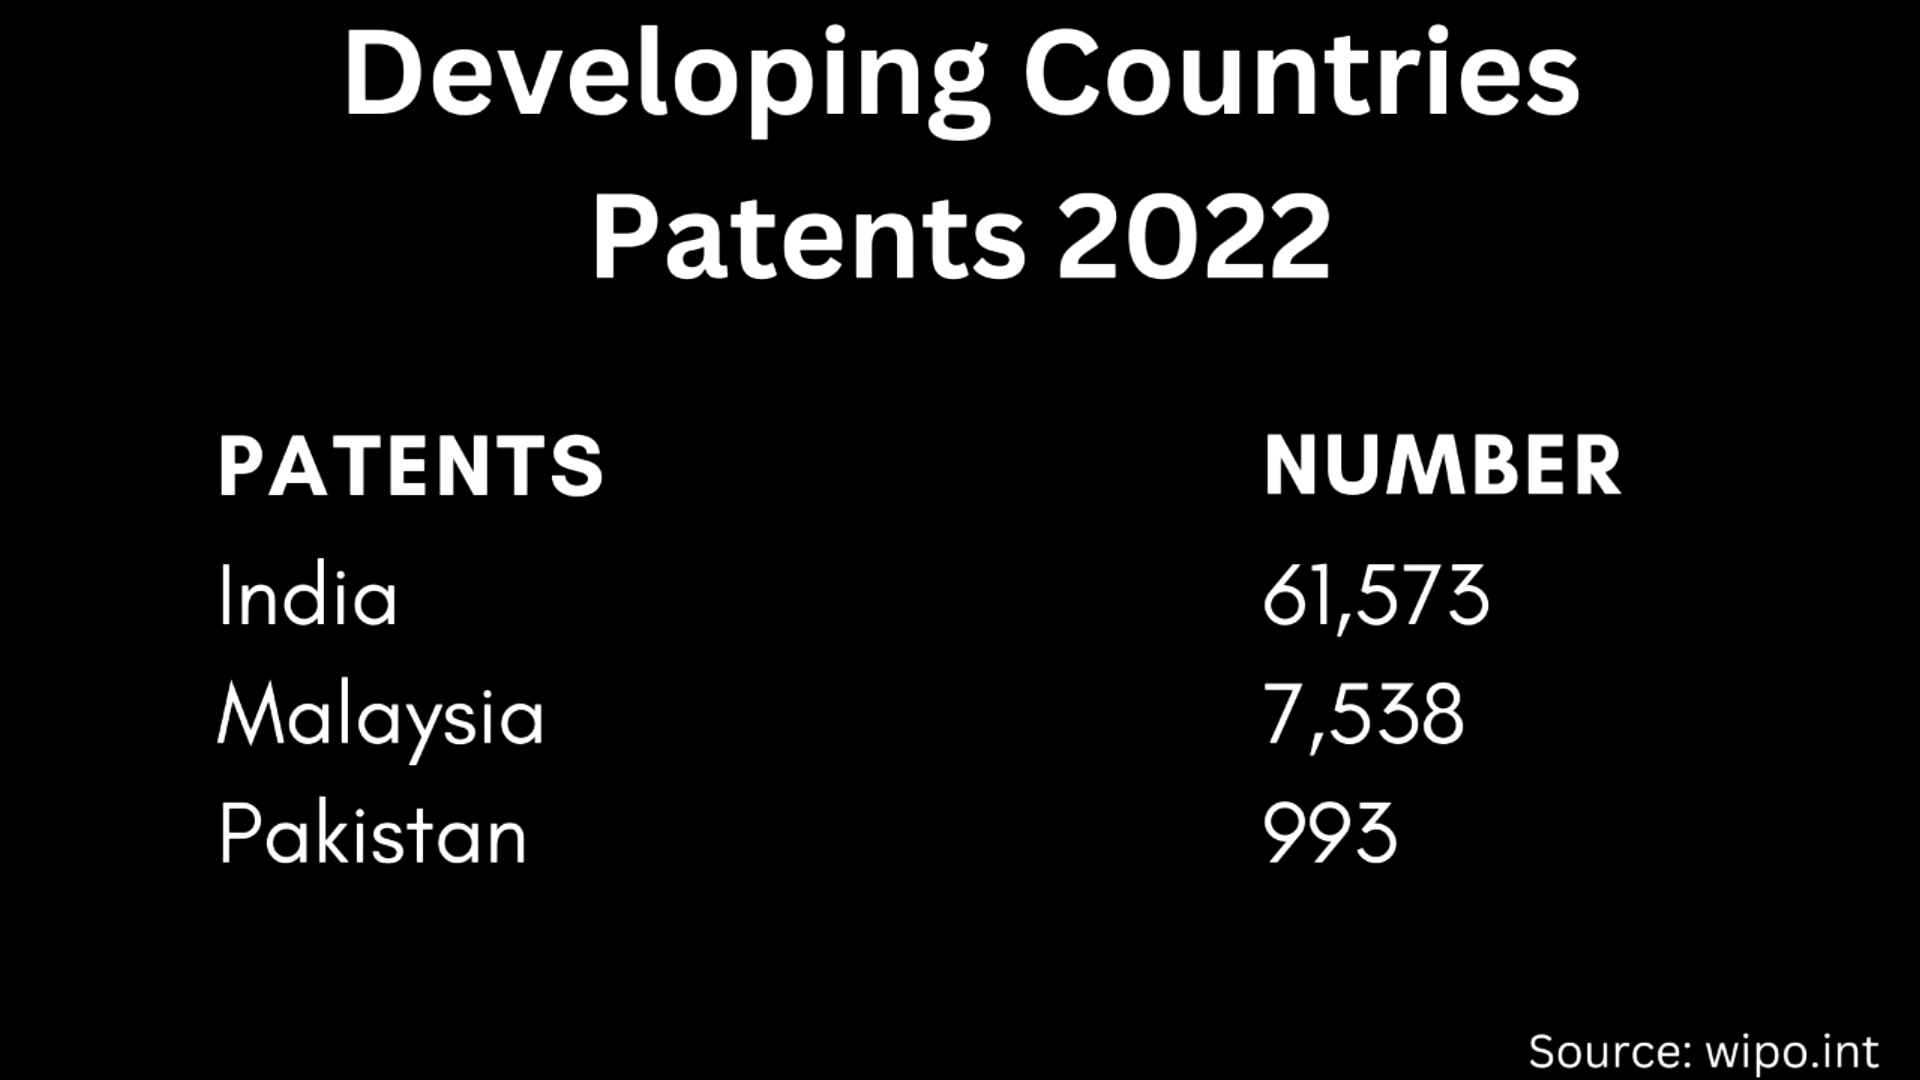 Developing Countries
Patents 2022
PATENTS NUMBER
India 61,573
Malaysia 7,538
Pakistan 993
Source: wipo.int